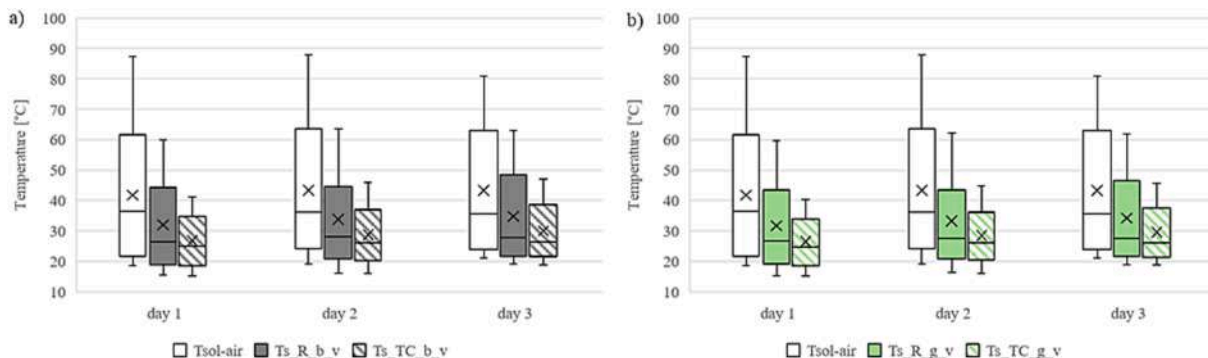 a)
100
90
80
70
60
50
40
30
20
10
Temperature [°C]
day 1 day 2 day 3
Tsol-air Ts_R_b_v Ts_TC_b_v
b)
100
90
80
70
60
50
40
30
20
10
Temperature [°C]
day 1 day 2 day 3
Tsol-air Ts_R_g_v Ts_TC_g_v